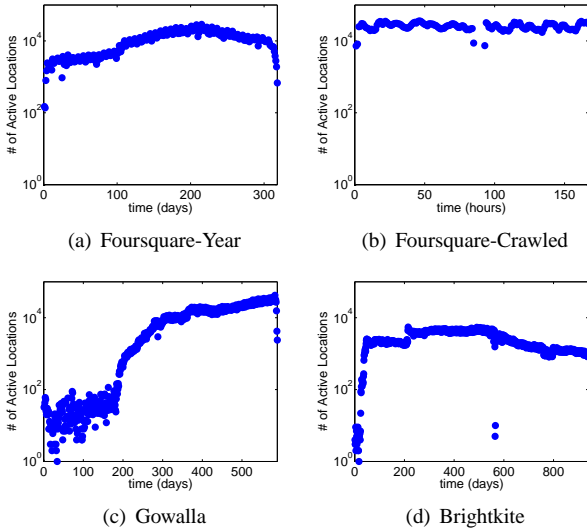 10^4
10^2
10^0
# of Active Locations
0 100 200 300
time (days)
(a) Foursquare-Year
10^4
10^2
10^0
# of Active Locations
0 50 100 150
time (hours)
(b) Foursquare-Crawled
10^4
10^2
10^0
# of Active Locations
0 100 200 300 400 500
time (days)
(c) Gowalla
10^4
10^2
10^0
# of Active Locations
0 200 400 600 800
time (days)
(d) Brightkite